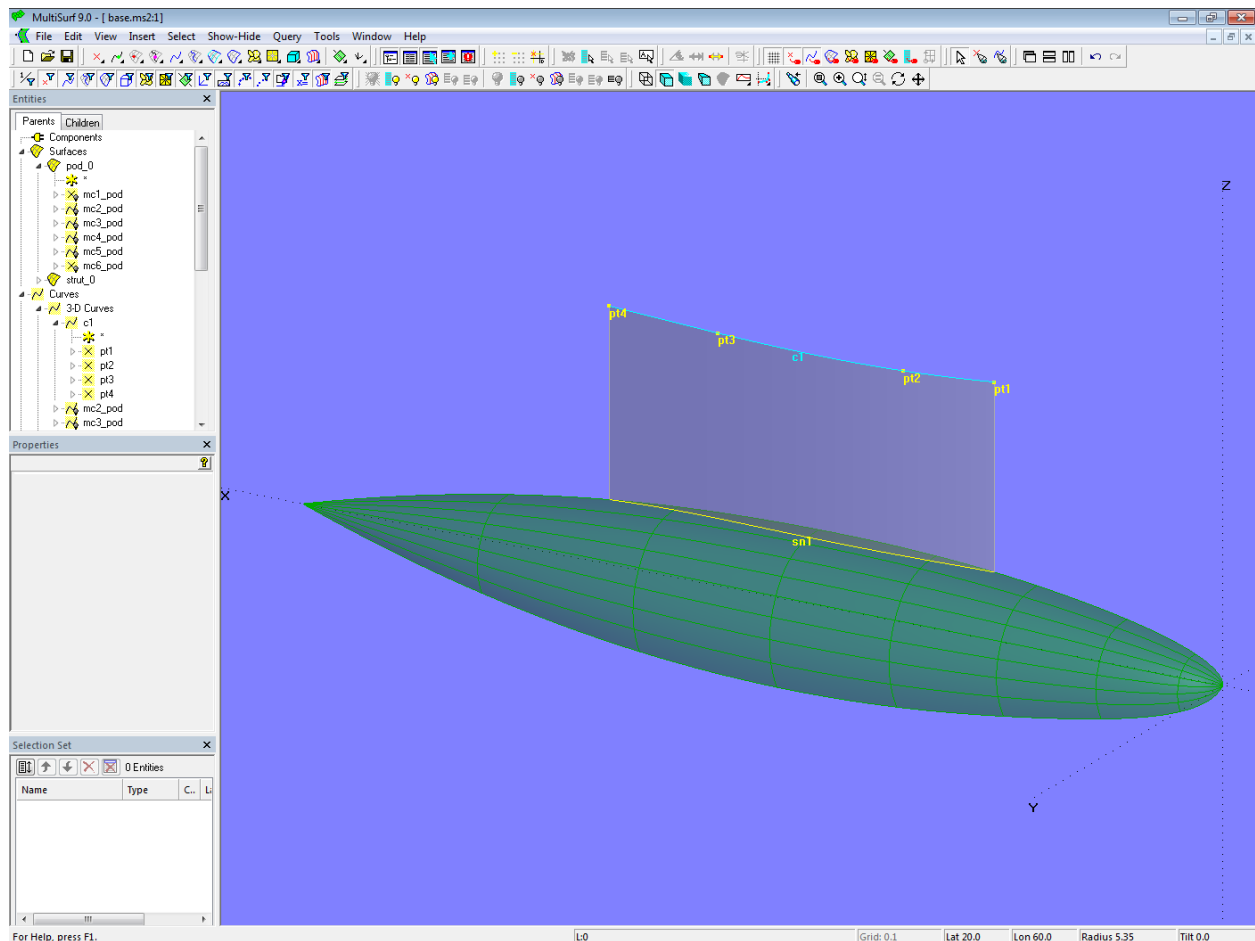 MultiSurf 9.0 - [ base.ms2:1]
File Edit View Insert Select Show-Hide Query Tools Window Help
Entities
Parents Children
Components
Surfaces
pod_0
*
mc1_pod
mc2_pod
mc3_pod
mc4_pod
mc5_pod
mc6_pod
strut_0
Curves
3-D Curves
c1
*
pt1
pt2
pt3
pt4
mc2_pod
mc3_pod
Properties
Selection Set
0 Entities
Name Type C.. La
Z
pt4
pt3
c1
pt2
pt1
X
sn1
Y
For Help, press F1. L:0 Grid: 0.1 Lat 20.0 Lon 60.0 Radius 5.35 Tilt 0.0